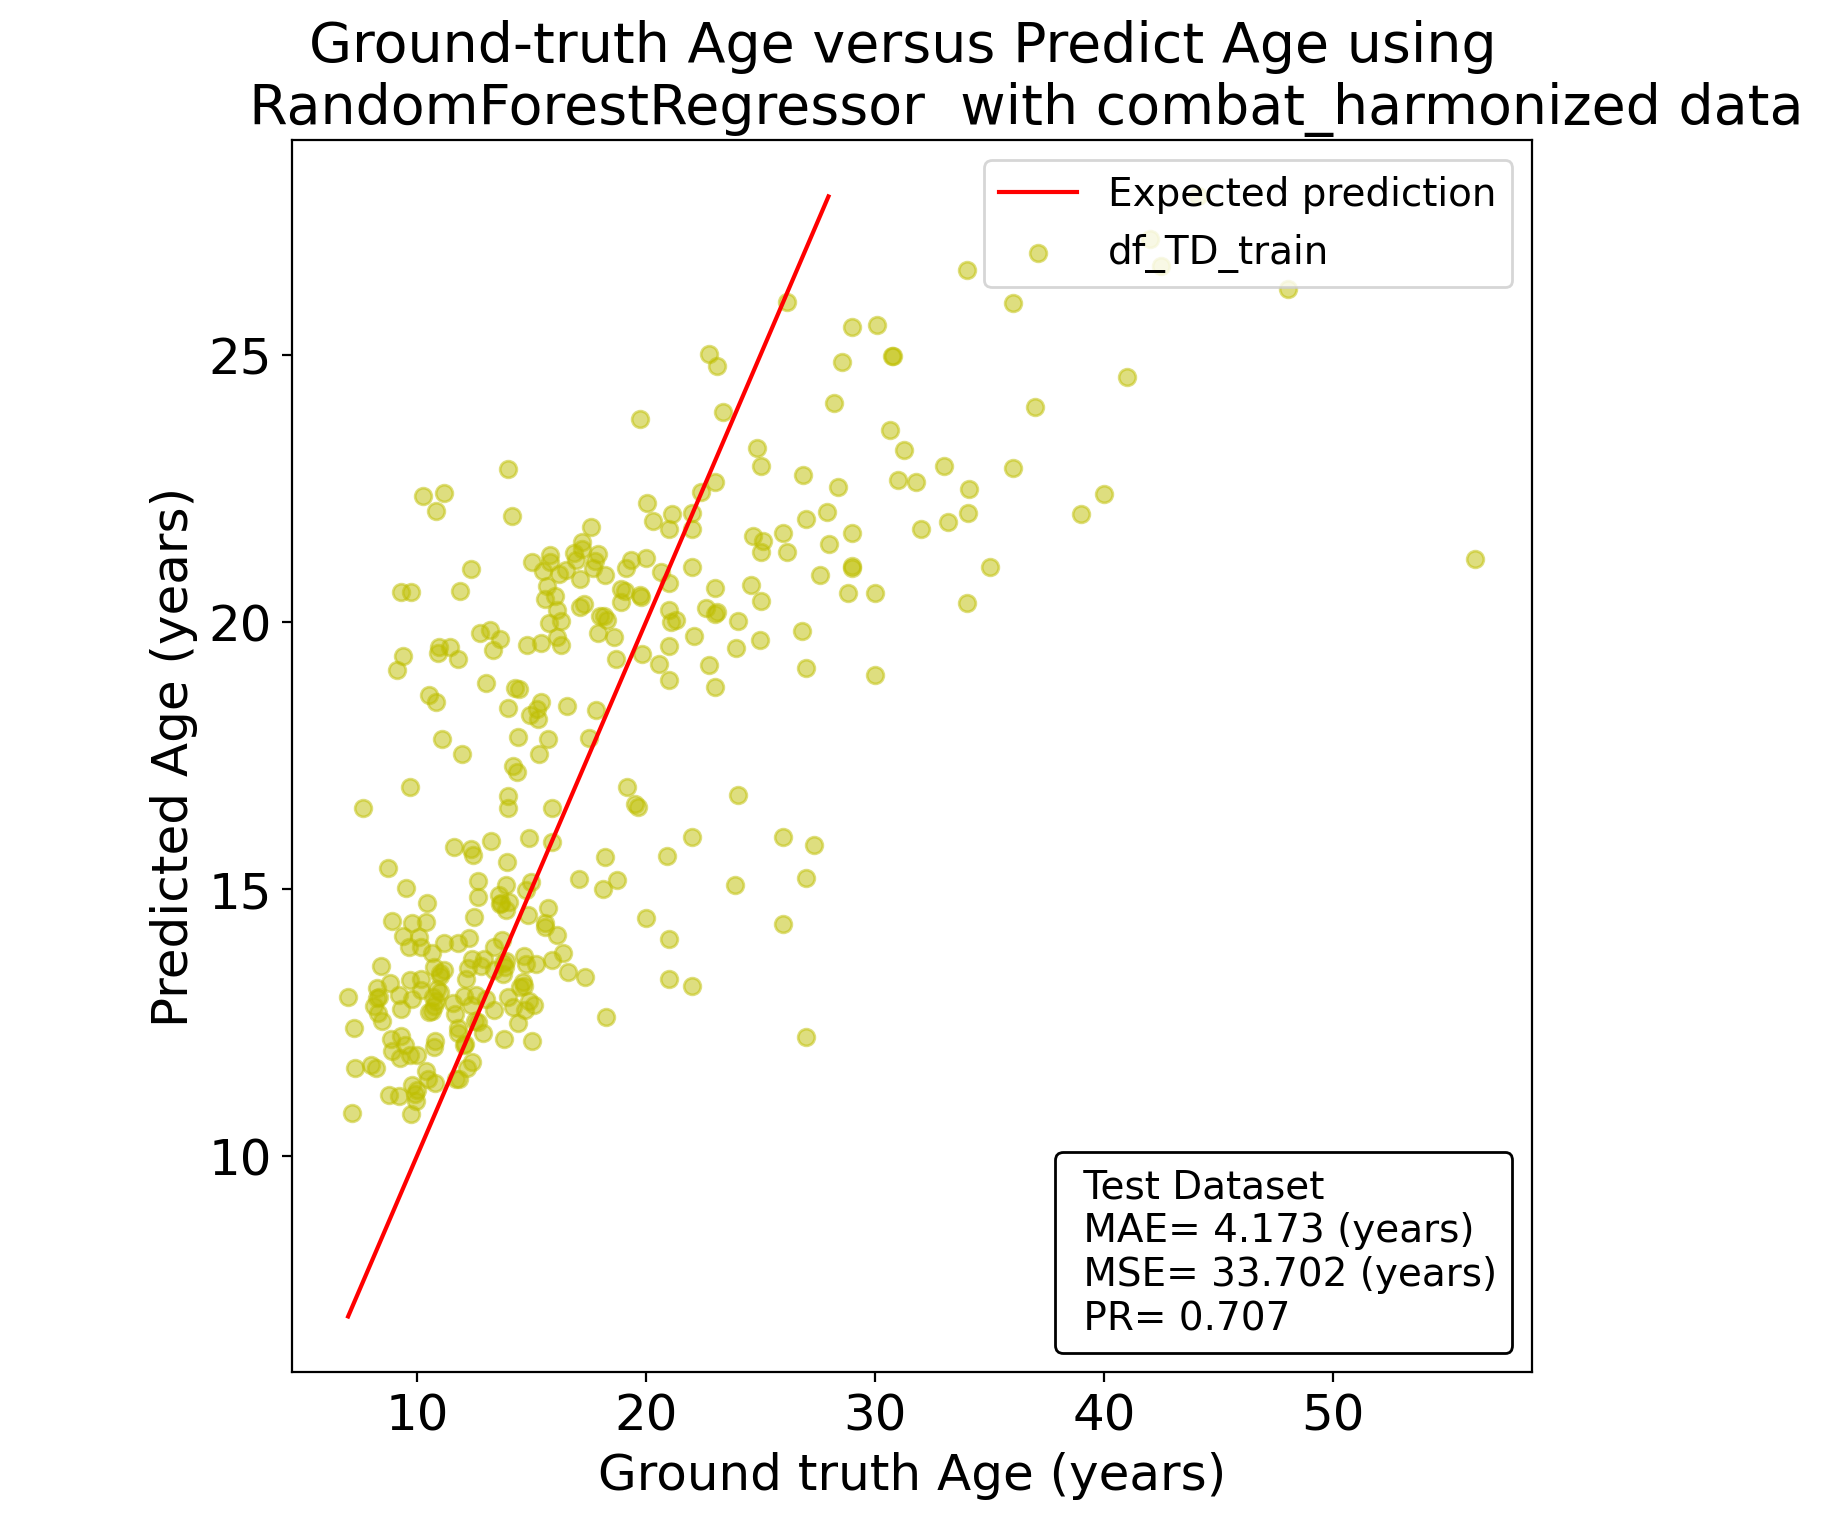 Ground-truth Age versus Predict Age using
RandomForestRegressor  with combat_harmonized data
Expected prediction
df_TD_train
25
20
15
10
Predicted Age (years)
Test Dataset
MAE= 4.173 (years)
MSE= 33.702 (years)
PR= 0.707
10 20 30 40 50
Ground truth Age (years)